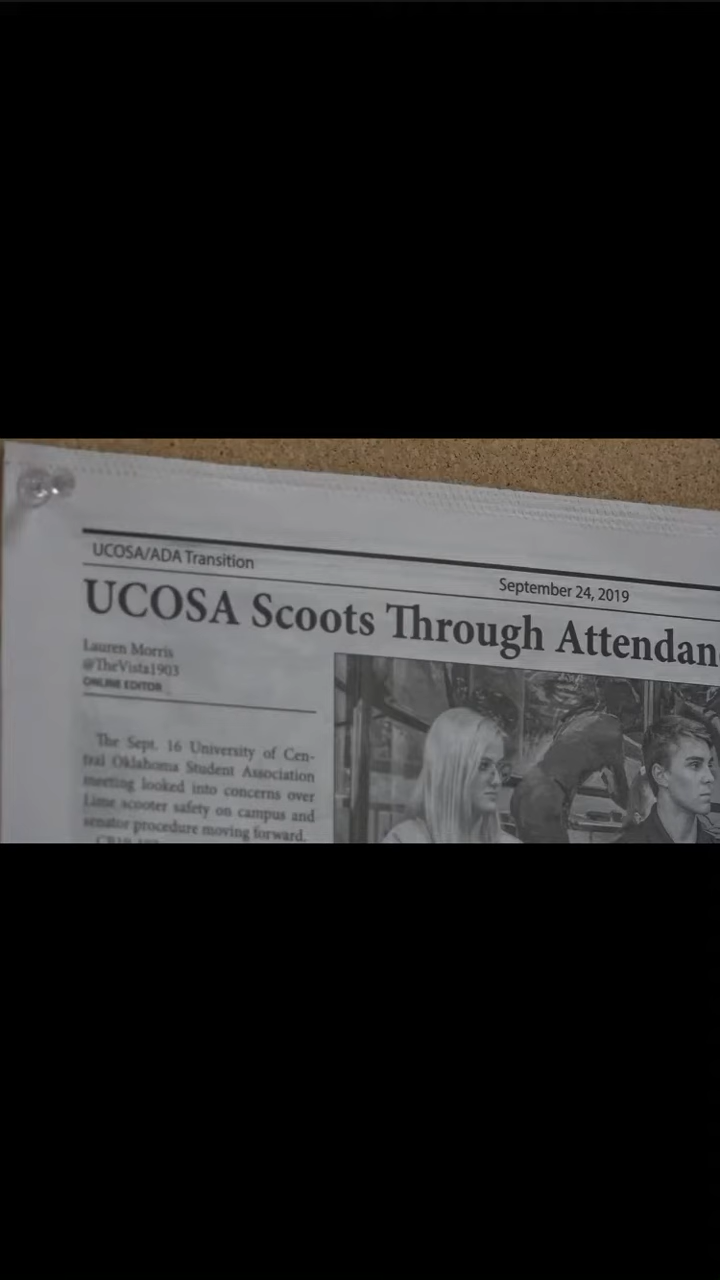 UCOSA/ADA Transition
September 24, 2019
UCOSA Scoots Through Attendan
Lauren Morris
@TheVista1903
ONLINE EDITOR
The Sept. 16 University of Cen-
tral Oklahoma Student Association
meeting looked into concerns over
Lime scooter safety on campus and
senator procedure moving forward.